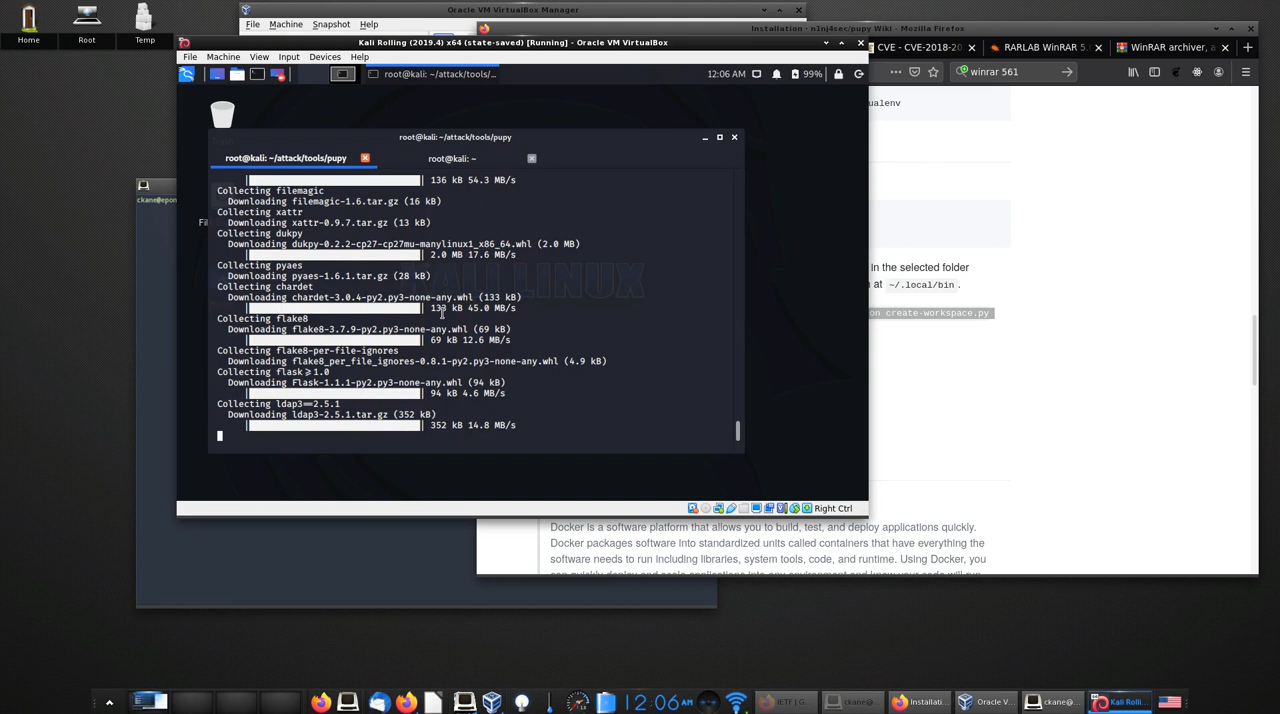 Home
Root
Temp
Oracle VM VirtualBox Manager
File Machine Snapshot Help
Installation · n1nj4sec/pupy Wiki - Mozilla Firefox
Kali Rolling (2019.4) x64 (state-saved) [Running] - Oracle VM VirtualBox
File Machine View Input Devices Help
CVE - CVE-2018-20
RARLAB WinRAR 5.
WinRAR archiver, a
winrar 561
root@kali: ~/attack/tools/...
12:06 AM
99%
ualenv
root@kali: ~/attack/tools/pupy
root@kali: ~/attack/tools/pupy
root@kali: ~
136 kB 54.3 MB/s
Collecting filemagic
Downloading filemagic-1.6.tar.gz (16 kB)
Collecting xattr
Downloading xattr-0.9.7.tar.gz (13 kB)
Collecting dukpy
Downloading dukpy-0.2.2-cp27-cp27mu-manylinux1_x86_64.whl (2.0 MB)
2.0 MB 17.6 MB/s
Collecting pyaes
Downloading pyaes-1.6.1.tar.gz (28 kB)
Collecting chardet
Downloading chardet-3.0.4-py2.py3-none-any.whl (133 kB)
133 kB 45.0 MB/s
Collecting flake8
Downloading flake8-3.7.9-py2.py3-none-any.whl (69 kB)
69 kB 12.6 MB/s
Collecting flake8-per-file-ignores
Downloading flake8_per_file_ignores-0.8.1-py2.py3-none-any.whl (4.9 kB)
Collecting flask>=1.0
Downloading Flask-1.1.1-py2.py3-none-any.whl (94 kB)
94 kB 4.6 MB/s
Collecting ldap3==2.5.1
Downloading ldap3-2.5.1.tar.gz (352 kB)
352 kB 14.8 MB/s
KALI LINUX
Fil
ckane@epon
in the selected folder
n at ~/.local/bin.
on create-workspace.py
Right Ctrl
Docker is a software platform that allows you to build, test, and deploy applications quickly.
Docker packages software into standardized units called containers that have everything the
software needs to run including libraries, system tools, code, and runtime. Using Docker, you
12:06 AM
IETF | G
ckane@
Installati
Oracle V
ckane@
Kali Rolli